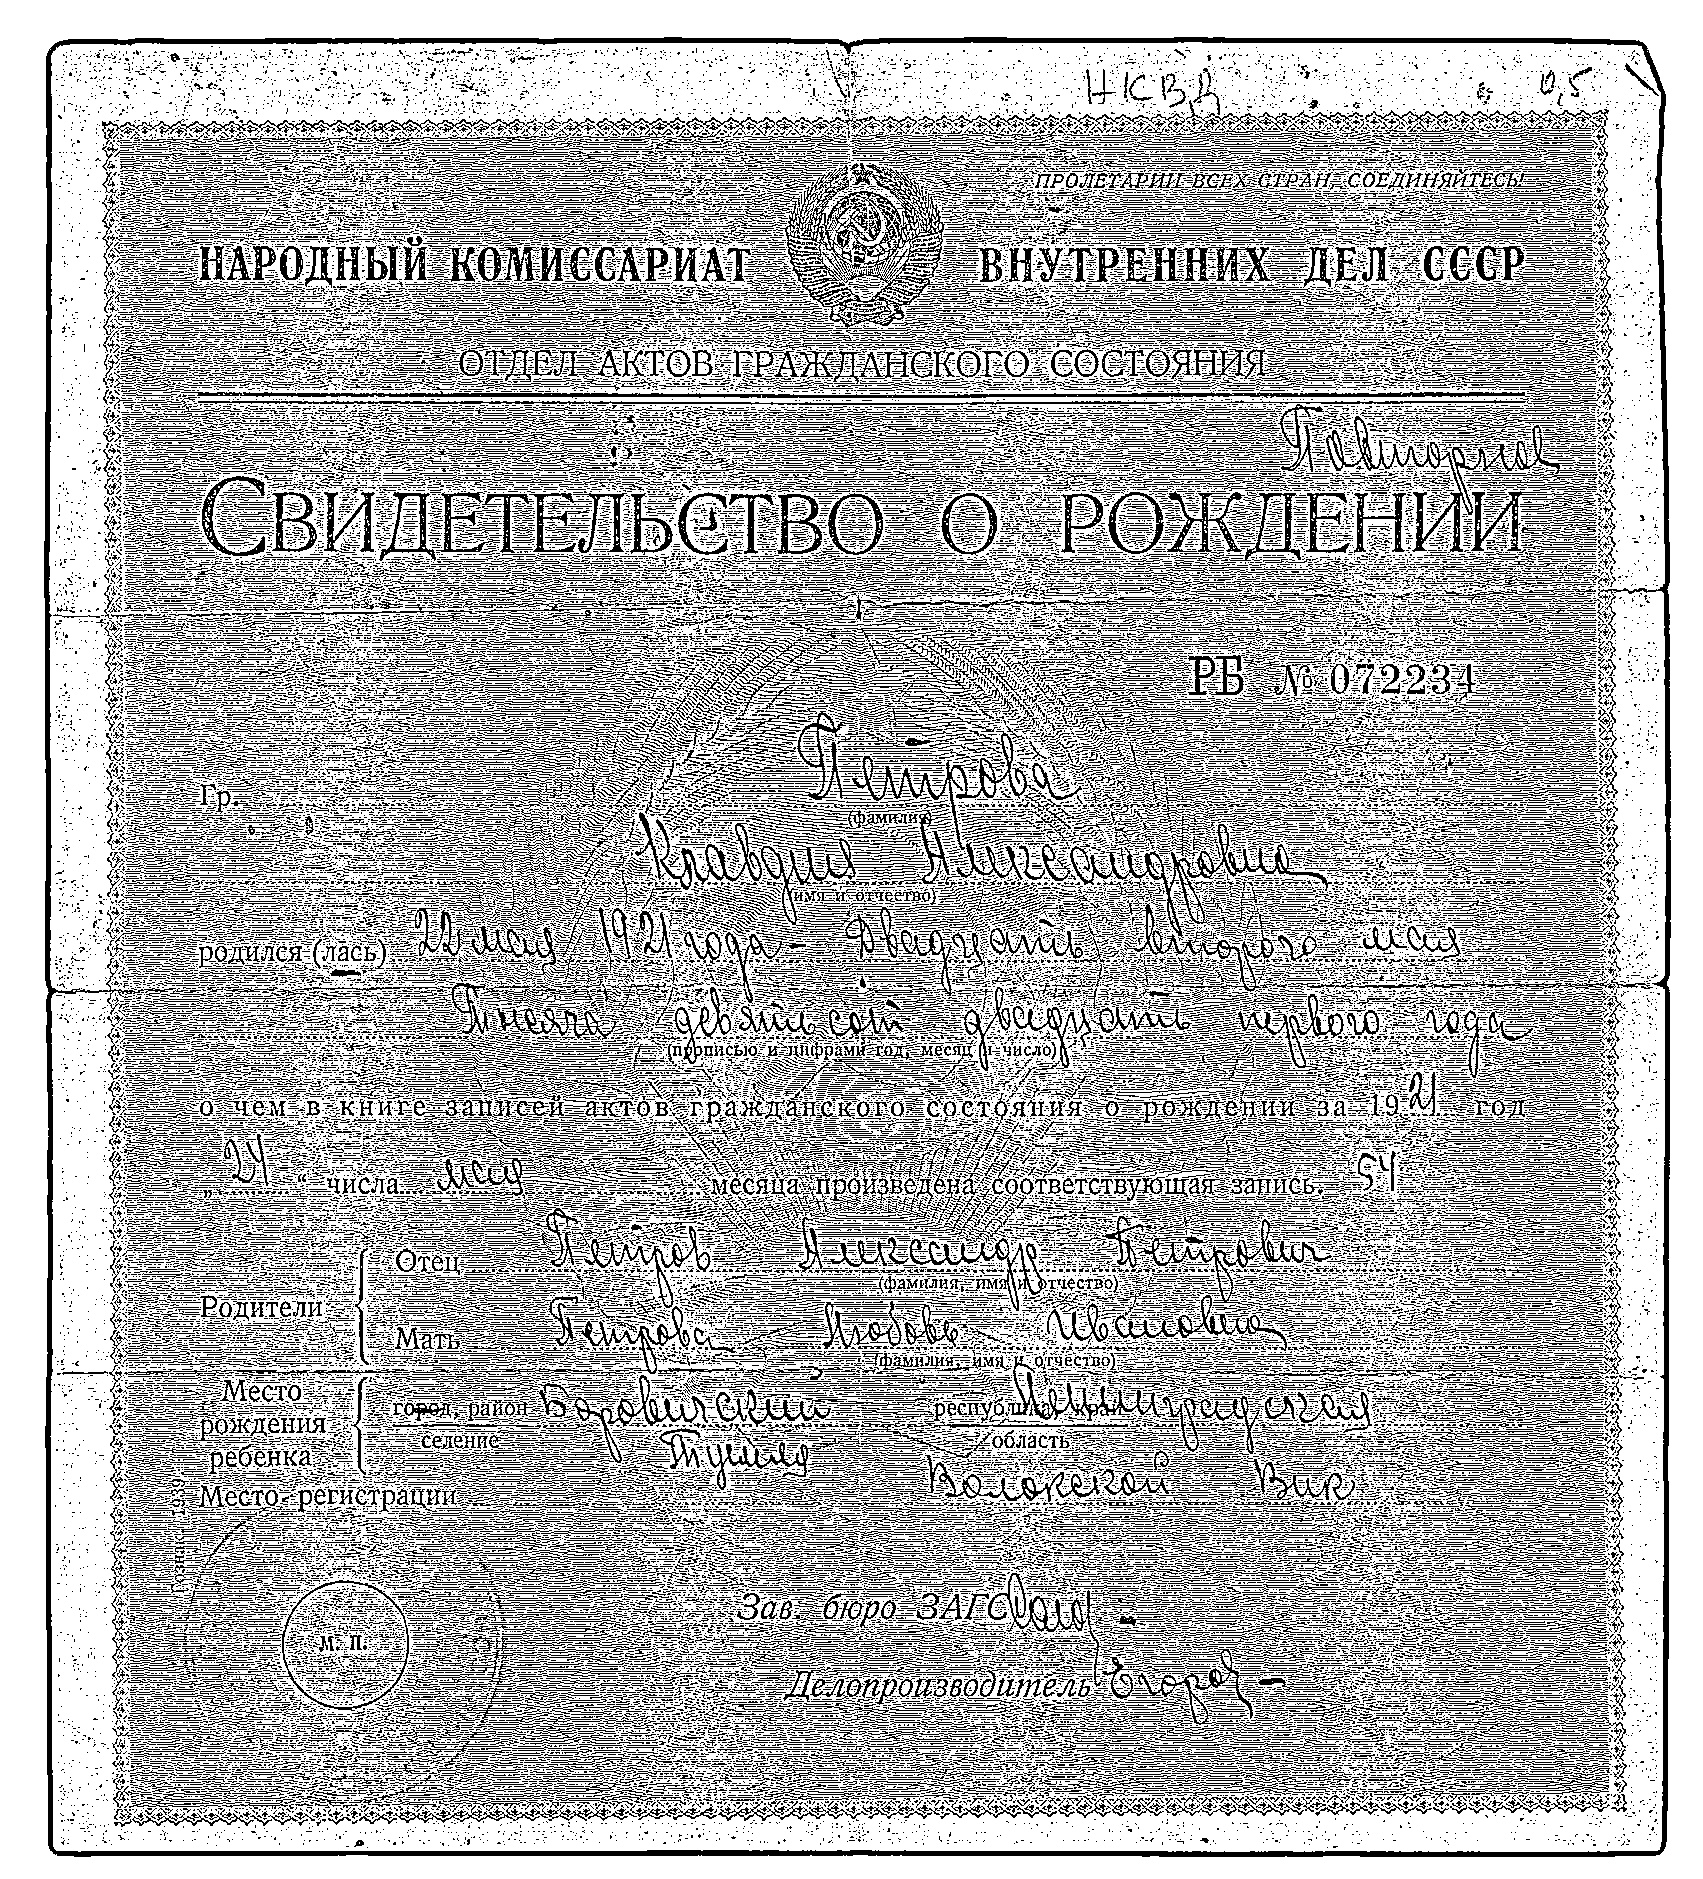 НКВД 0,5
ПРОЛЕТАРИИ ВСЕХ СТРАН, СОЕДИНЯЙТЕСЬ!
НАРОДНЫЙ КОМИССАРИАТ ВНУТРЕННИХ ДЕЛ СССР
ОТДЕЛ АКТОВ ГРАЖДАНСКОГО СОСТОЯНИЯ
Повторное
СВИДЕТЕЛЬСТВО О РОЖДЕНИИ
РБ № 072234
Гр. Петрова
(фамилия)
Клавдия Александровна
(имя и отчество)
родился (лась) 22 мая 1921 года - Двадцать второго мая
Тысяча девятьсот двадцать первого года
(прописью и цифрами год, месяц и число)
о чем в книге записей актов гражданского состояния о рождении за 1921 год
„24“ числа мая месяца произведена соответствующая запись. 54
Родители
Отец Петров Александр Петрович
(фамилия, имя и отчество)
Мать Петрова Любовь Ивановна
(фамилия, имя и отчество)
Место рождения ребенка
город, район Боровичский республика, край Ленинградская
селение область
Место регистрации Волокской Вик
Гознак 1939
м. п.
Зав. бюро ЗАГС
Делопроизводитель Егоров